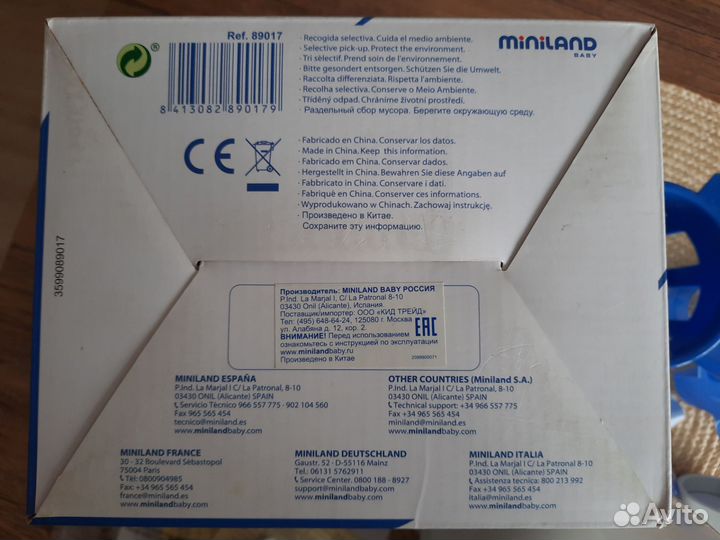 Ref. 89017
8 413082 890179
· Recogida selectiva. Cuida el medio ambiente.
· Selective pick-up. Protect the environment.
· Tri sélectif. Prend soin de l'environnement.
· Bitte gesondert entsorgen. Schützen Sie die Umwelt.
· Raccolta differenziata. Rispetta l'ambiente.
· Recolha selectiva. Conserve o Meio Ambiente.
· Tříděný odpad. Chráníme životní prostředí.
· Раздельный сбор мусора. Берегите окружающую среду.
miniLAND
BABY
CE
· Fabricado en China. Conservar los datos.
· Made in China. Keep this information.
· Fabricado em China. Conservar dados.
· Hergestellt in China. Bewahren Sie diese Angaben auf
· Fabbricato in China. Conservare i dati.
· Fabriqué en China. Conserver ces informations.
· Wyprodukowano w Chinach. Zachowaj instrukcję.
· Произведено в Китае.
Сохраните эту информацию.
3599089017
Производитель: MINILAND BABY РОССИЯ
P.Ind. La Marjal I, C/ La Patronal 8-10
03430 Onil (Alicante), Испания.
Поставщик/импортер: ООО «КИД ТРЕЙД»
Тел: (495) 648-64-24, 125080 г. Москва
ул. Алабяна д. 12, кор. 2.
ВНИМАНИЕ! Перед использованием
ознакомьтесь с инструкцией по эксплуатации
www.minilandbaby.ru
Произведено в Китае
EAC
2099900071
MINILAND ESPAÑA
P.Ind. La Marjal I C/ La Patronal, 8-10
03430 ONIL (Alicante) SPAIN
Servicio Técnico 966 557 775 - 902 104 560
Fax 965 565 454
tecnico@miniland.es
www.minilandbaby.com
OTHER COUNTRIES (Miniland S.A.)
P.Ind. La Marjal I C/ La Patronal, 8-10
03430 ONIL (Alicante) SPAIN
Technical support: +34 966 557 775
Fax: +34 965 565 454
miniland@miniland.es
www.minilandbaby.com
MINILAND FRANCE
30 - 32 Boulevard Sébastopol
75004 Paris
Tél: 0800904985
Fax: +34 965 565 454
france@miniland.es
www.minilandbaby.com
MINILAND DEUTSCHLAND
Gaustr. 52 - D-55116 Mainz
Tel.: 06131 5762911
Service Center. 0800 188 - 8927
support@minilandbaby.com
www.minilandbaby.com
MINILAND ITALIA
P.Ind. La Marjal I C/ La Patronal, 8-10
03430 ONIL (Alicante) SPAIN
Assistenza tecnica: 800 213 992
Fax: +34 965 565 454
italia@miniland.es
www.minilandbaby.com
Avito